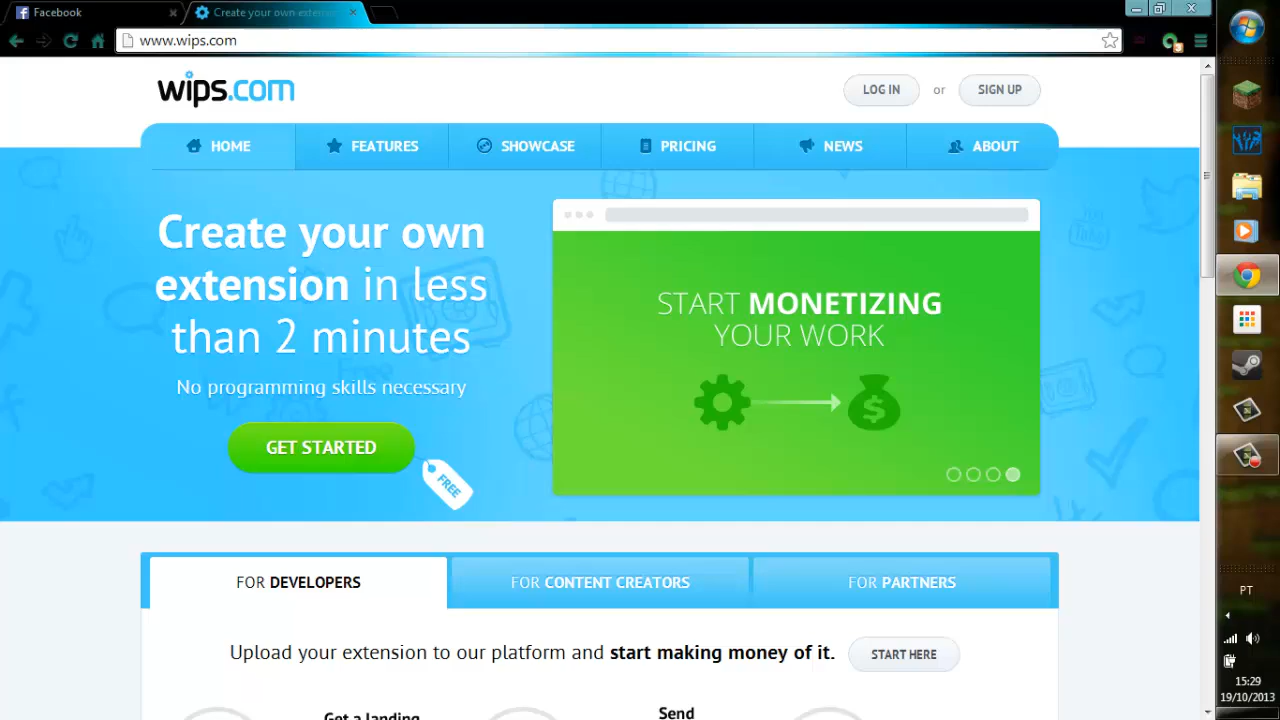 Facebook
Create your own exten
www.wips.com
3
wips.com
LOG IN or SIGN UP
HOME FEATURES SHOWCASE PRICING NEWS ABOUT
Create your own
extension in less
than 2 minutes
No programming skills necessary
GET STARTED
FREE
START MONETIZING
YOUR WORK
$
FOR DEVELOPERS FOR CONTENT CREATORS FOR PARTNERS
Upload your extension to our platform and start making money of it. START HERE
Get a landing Send
PT
15:29
19/10/2013